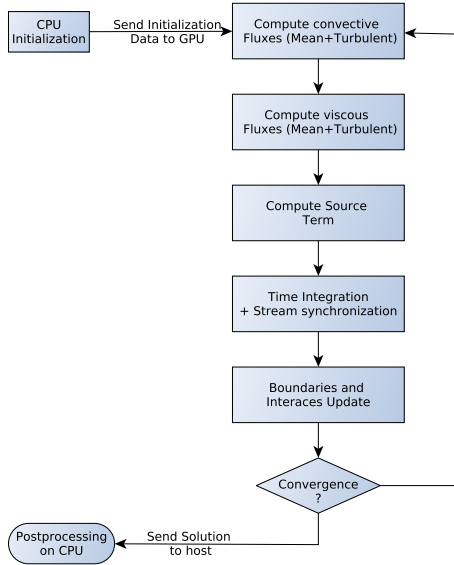 CPU
Initialization
Send Initialization
Data to GPU
Compute convective
Fluxes (Mean+Turbulent)
Compute viscous
Fluxes (Mean+Turbulent)
Compute Source
Term
Time Integration
+ Stream synchronization
Boundaries and
Interaces Update
Convergence
?
Send Solution
to host
Postprocessing
on CPU